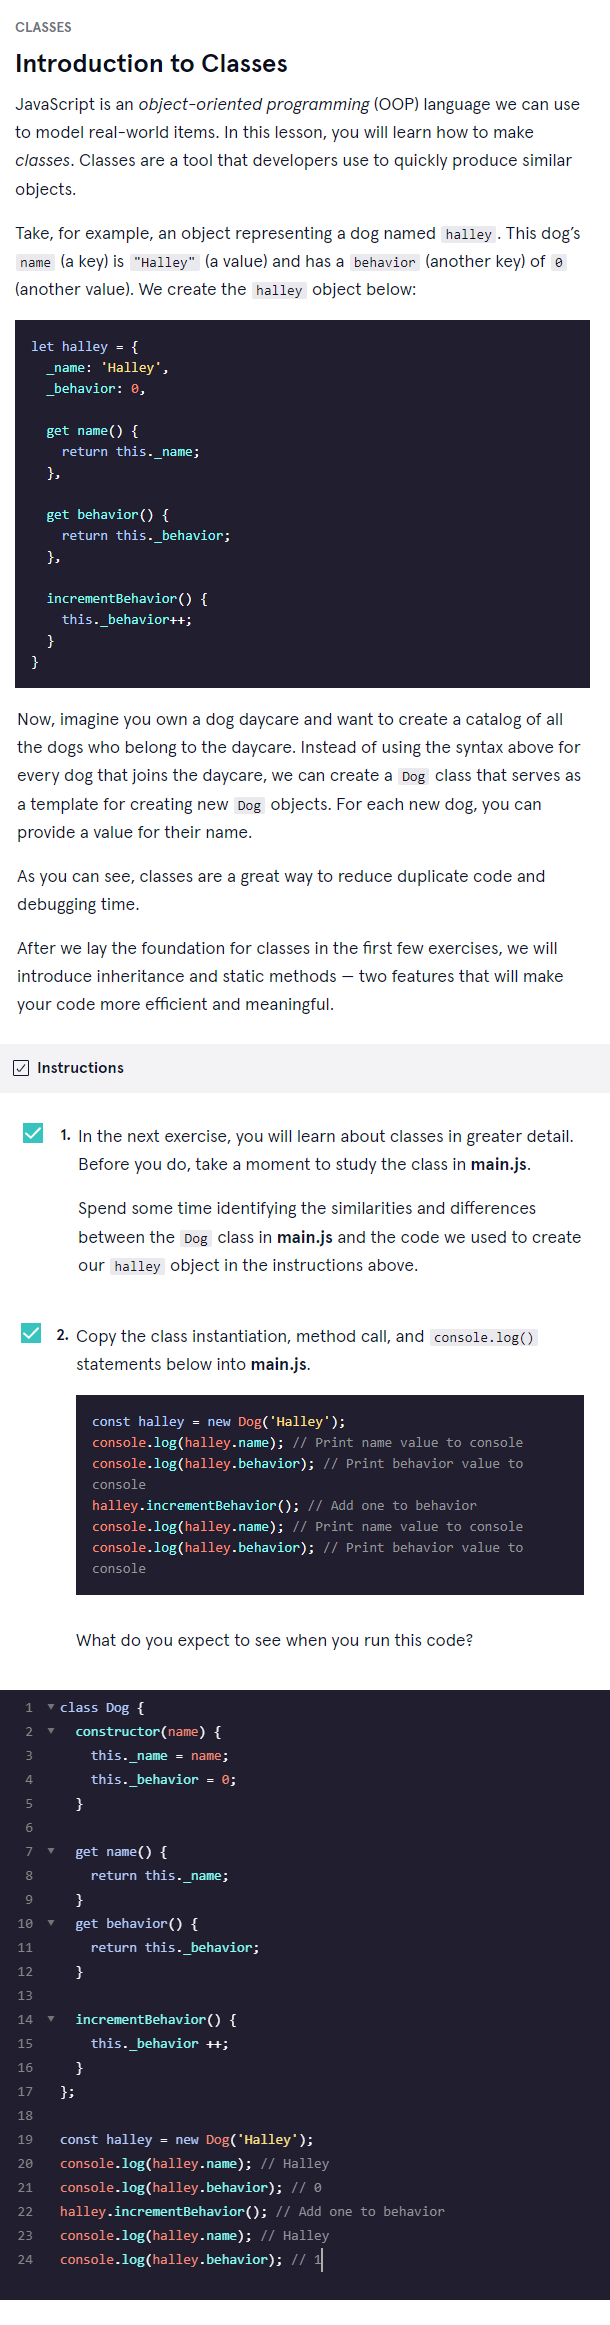 CLASSES
Introduction to Classes
JavaScript is an object-oriented programming (OOP) language we can use
to model real-world items. In this lesson, you will learn how to make
classes. Classes are a tool that developers use to quickly produce similar
objects.
Take, for example, an object representing a dog named halley. This dog's
name (a key) is "Halley" (a value) and has a behavior (another key) of 0
(another value). We create the halley object below:
let halley = {
  _name: 'Halley',
  _behavior: 0,
  get name() {
    return this._name;
  },
  get behavior() {
    return this._behavior;
  },
  incrementBehavior() {
    this._behavior++;
  }
}
Now, imagine you own a dog daycare and want to create a catalog of all
the dogs who belong to the daycare. Instead of using the syntax above for
every dog that joins the daycare, we can create a Dog class that serves as
a template for creating new Dog objects. For each new dog, you can
provide a value for their name.
As you can see, classes are a great way to reduce duplicate code and
debugging time.
After we lay the foundation for classes in the first few exercises, we will
introduce inheritance and static methods — two features that will make
your code more efficient and meaningful.
Instructions
1. In the next exercise, you will learn about classes in greater detail.
Before you do, take a moment to study the class in main.js.
Spend some time identifying the similarities and differences
between the Dog class in main.js and the code we used to create
our halley object in the instructions above.
2. Copy the class instantiation, method call, and console.log()
statements below into main.js.
const halley = new Dog('Halley');
console.log(halley.name); // Print name value to console
console.log(halley.behavior); // Print behavior value to
console
halley.incrementBehavior(); // Add one to behavior
console.log(halley.name); // Print name value to console
console.log(halley.behavior); // Print behavior value to
console
What do you expect to see when you run this code?
1 class Dog {
2   constructor(name) {
3     this._name = name;
4     this._behavior = 0;
5   }
6
7   get name() {
8     return this._name;
9   }
10   get behavior() {
11     return this._behavior;
12   }
13
14   incrementBehavior() {
15     this._behavior ++;
16   }
17 };
18
19 const halley = new Dog('Halley');
20 console.log(halley.name); // Halley
21 console.log(halley.behavior); // 0
22 halley.incrementBehavior(); // Add one to behavior
23 console.log(halley.name); // Halley
24 console.log(halley.behavior); // 1